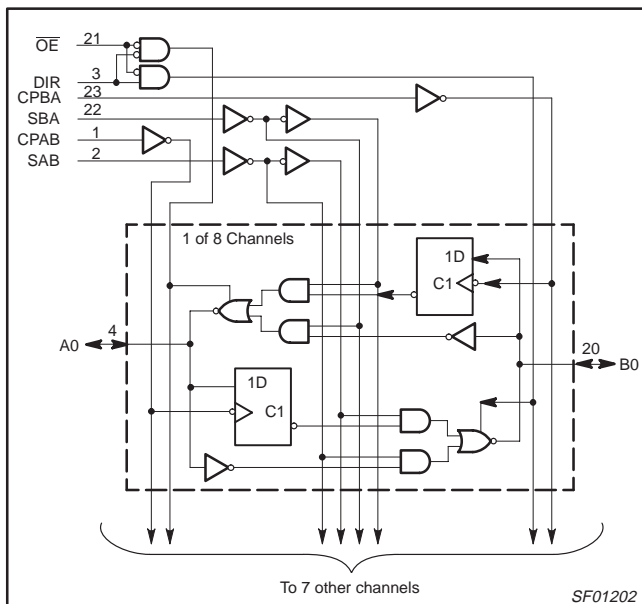 OE 21
DIR 3
CPBA 23
SBA 22
CPAB 1
SAB 2
1 of 8 Channels
1D
C1
A0 4
20 B0
1D
C1
To 7 other channels
SF01202